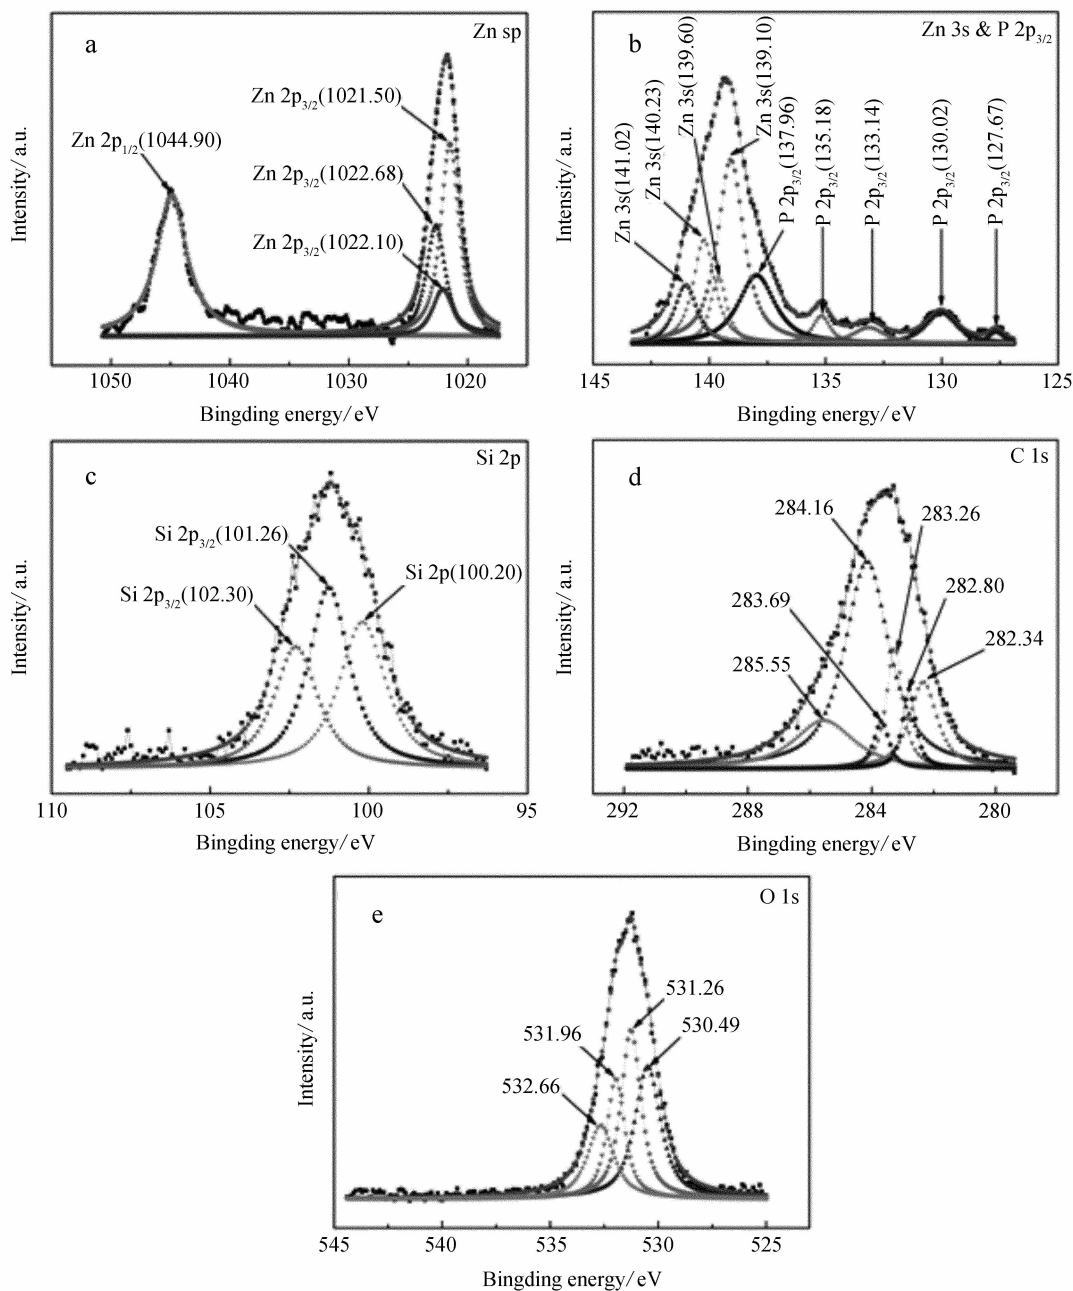 a
Zn sp
Zn 2p3/2(1021.50)
Zn 2p1/2(1044.90)
Zn 2p3/2(1022.68)
Zn 2p3/2(1022.10)
Intensity/ a.u.
1050 1040 1030 1020
Bingding energy/ eV
b
Zn 3s & P 2p3/2
Zn 3s(141.02)
Zn 3s(140.23)
Zn 3s(139.60)
Zn 3s(139.10)
P 2p3/2(137.96)
P 2p3/2(135.18)
P 2p3/2(133.14)
P 2p3/2(130.02)
P 2p3/2(127.67)
Intensity/ a.u.
145 140 135 130 125
Bingding energy/ eV
c
Si 2p
Si 2p3/2(101.26)
Si 2p(100.20)
Si 2p3/2(102.30)
Intensity/ a.u.
110 105 100 95
Bingding energy/ eV
d
C 1s
284.16
283.26
282.80
283.69
282.34
285.55
Intensity/ a.u.
292 288 284 280
Bingding energy/ eV
e
O 1s
531.26
530.49
531.96
532.66
Intensity/ a.u.
545 540 535 530 525
Bingding energy/ eV